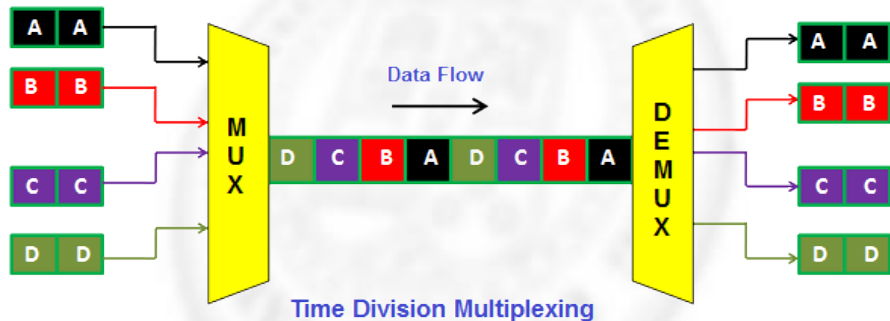 A A
B B
C C
D D
MUX
Data Flow
D C B A D C B A
DEMUX
A A
B B
C C
D D
Time Division Multiplexing